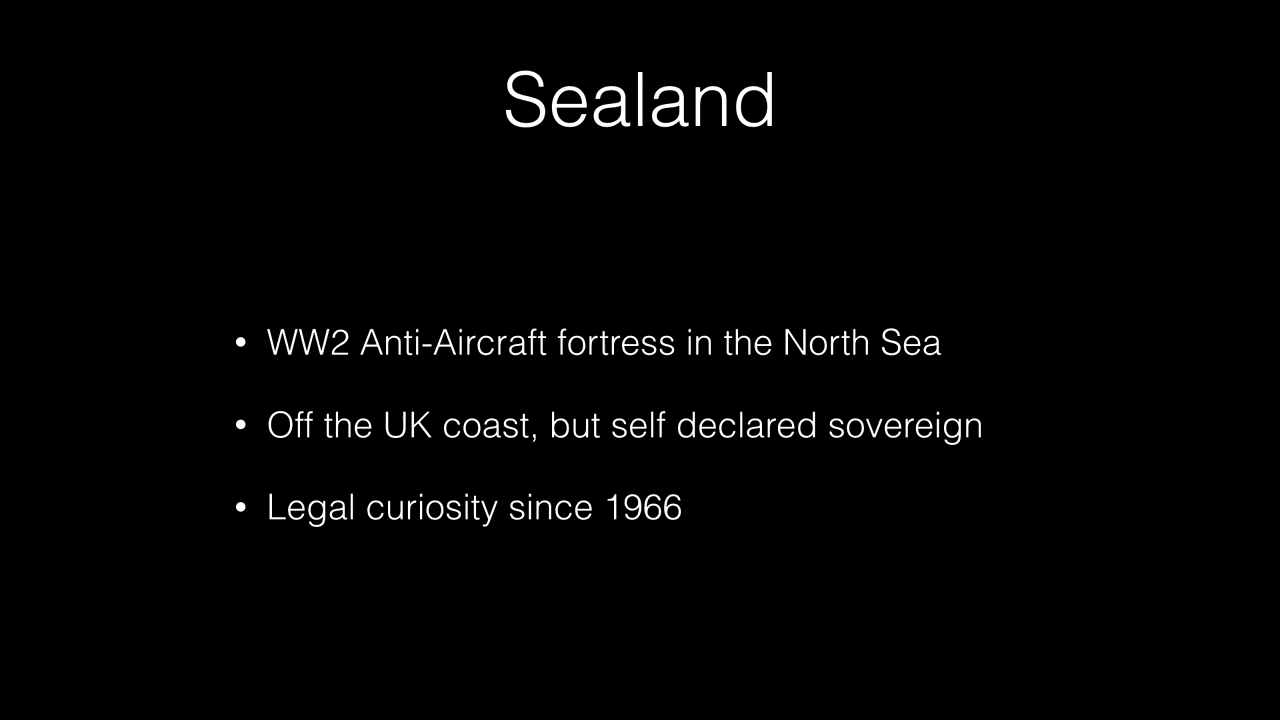 Sealand
• WW2 Anti-Aircraft fortress in the North Sea
• Off the UK coast, but self declared sovereign
• Legal curiosity since 1966